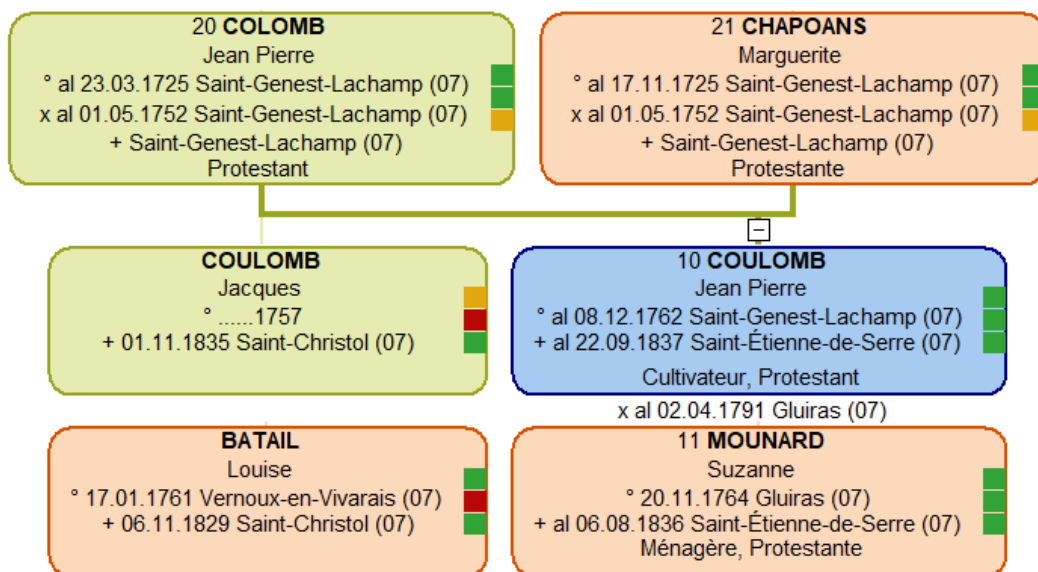 20 COLOMB
Jean Pierre
° al 23.03.1725 Saint-Genest-Lachamp (07)
x al 01.05.1752 Saint-Genest-Lachamp (07)
+ Saint-Genest-Lachamp (07)
Protestant
21 CHAPOANS
Marguerite
° al 17.11.1725 Saint-Genest-Lachamp (07)
x al 01.05.1752 Saint-Genest-Lachamp (07)
+ Saint-Genest-Lachamp (07)
Protestante
COULOMB
Jacques
° ......1757
+ 01.11.1835 Saint-Christol (07)
10 COULOMB
Jean Pierre
° al 08.12.1762 Saint-Genest-Lachamp (07)
+ al 22.09.1837 Saint-Étienne-de-Serre (07)
Cultivateur, Protestant
x al 02.04.1791 Gluiras (07)
BATAIL
Louise
° 17.01.1761 Vernoux-en-Vivarais (07)
+ 06.11.1829 Saint-Christol (07)
11 MOUNARD
Suzanne
° 20.11.1764 Gluiras (07)
+ al 06.08.1836 Saint-Étienne-de-Serre (07)
Ménagère, Protestante